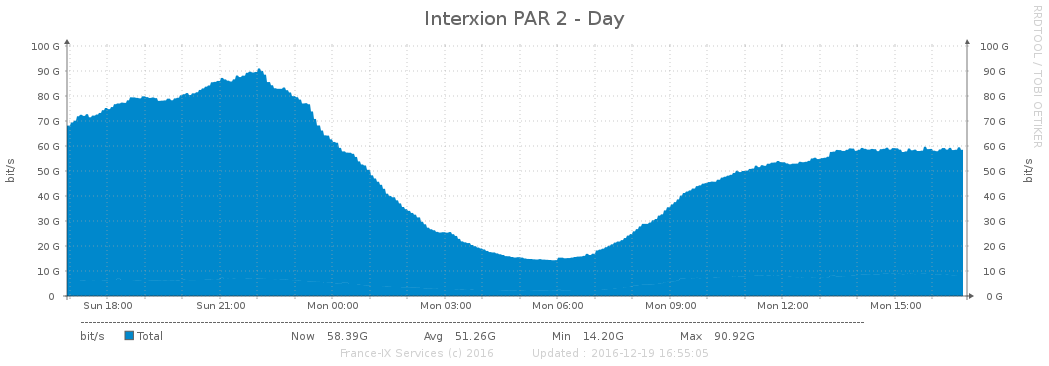 Interxion PAR 2 - Day
RRDTOOL / TOBI OETIKER
bit/s
100 G
90 G
80 G
70 G
60 G
50 G
40 G
30 G
20 G
10 G
0
100 G
90 G
80 G
70 G
60 G
50 G
40 G
30 G
20 G
10 G
0 G
bit/s
Sun 18:00 Sun 21:00 Mon 00:00 Mon 03:00 Mon 06:00 Mon 09:00 Mon 12:00 Mon 15:00
bit/s Total Now 58.39G Avg 51.26G Min 14.20G Max 90.92G
France-IX Services (c) 2016 Updated : 2016-12-19 16:55:05